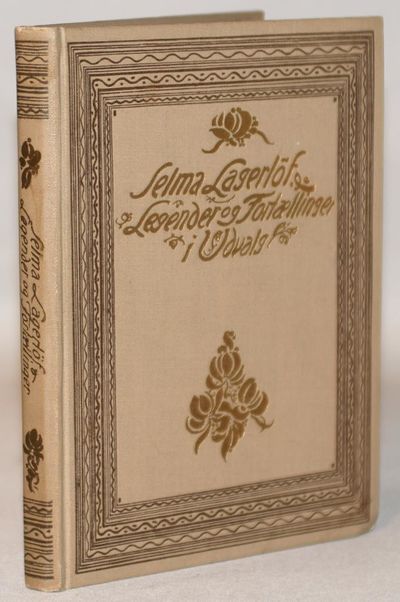 Selma Lagerlöf:
Legender og Fortællinger
i Udvalg
Selma Lagerlöf:
Legender og Fortællinger